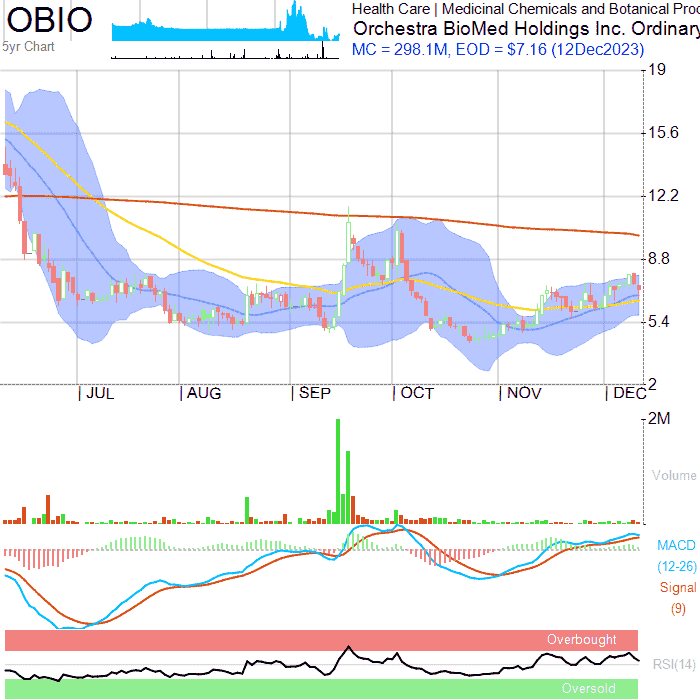 OBIO
5yr Chart
Health Care | Medicinal Chemicals and Botanical Proc
Orchestra BioMed Holdings Inc. Ordinary
MC = 298.1M, EOD = $7.16 (12Dec2023)
19
15.6
12.2
8.8
5.4
2
JUL AUG SEP OCT NOV DEC
2M
Volume
MACD
(12-26)
Signal
(9)
Overbought
RSI(14)
Oversold